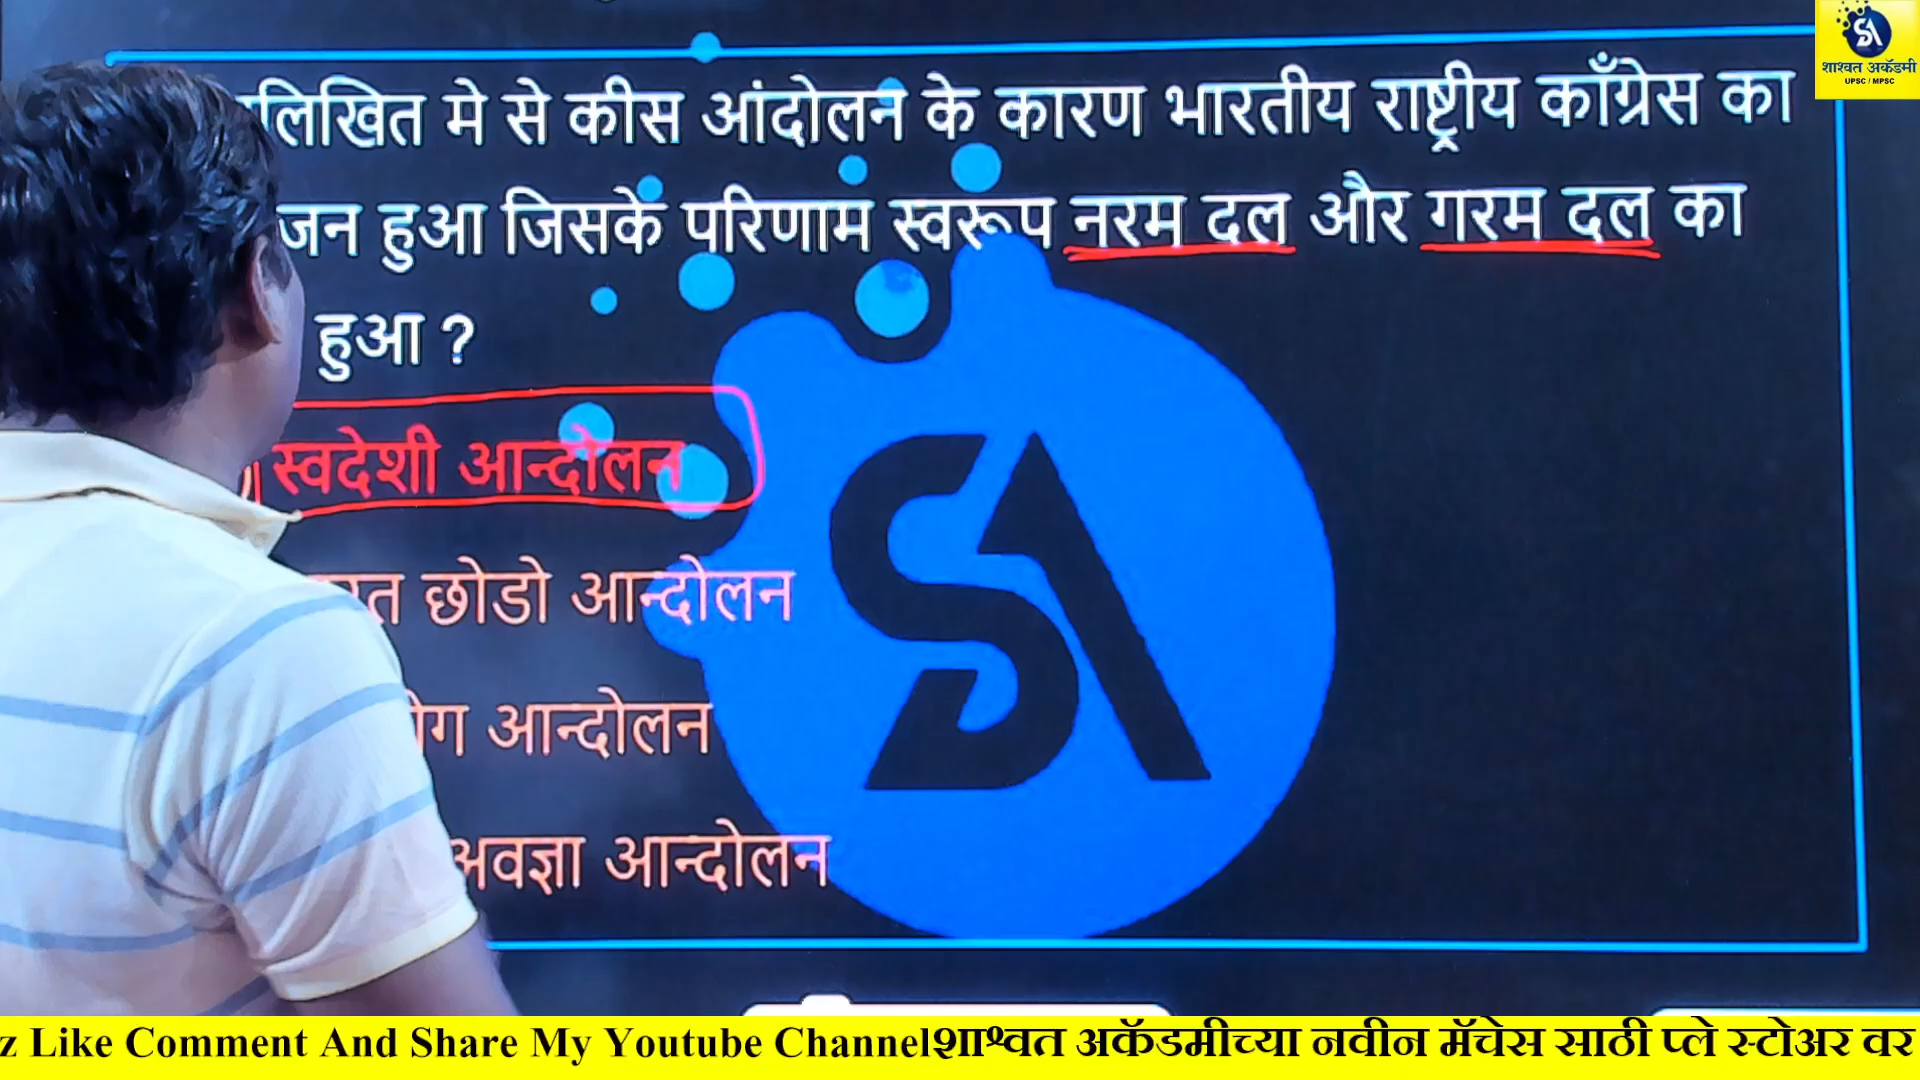 शाश्वत अकॅडमी
UPSC / MPSC
लिखित मे से कीस आंदोलन के कारण भारतीय राष्ट्रीय काँग्रेस का
जन हुआ जिसके परिणाम स्वरूप नरम दल और गरम दल का
हुआ ?
स्वदेशी आन्दोलन
रत छोडो आन्दोलन
ोग आन्दोलन
अवज्ञा आन्दोलन
z Like Comment And Share My Youtube Channelशाश्वत अकॅडमीच्या नवीन मॅचेस साठी प्ले स्टोअर वर